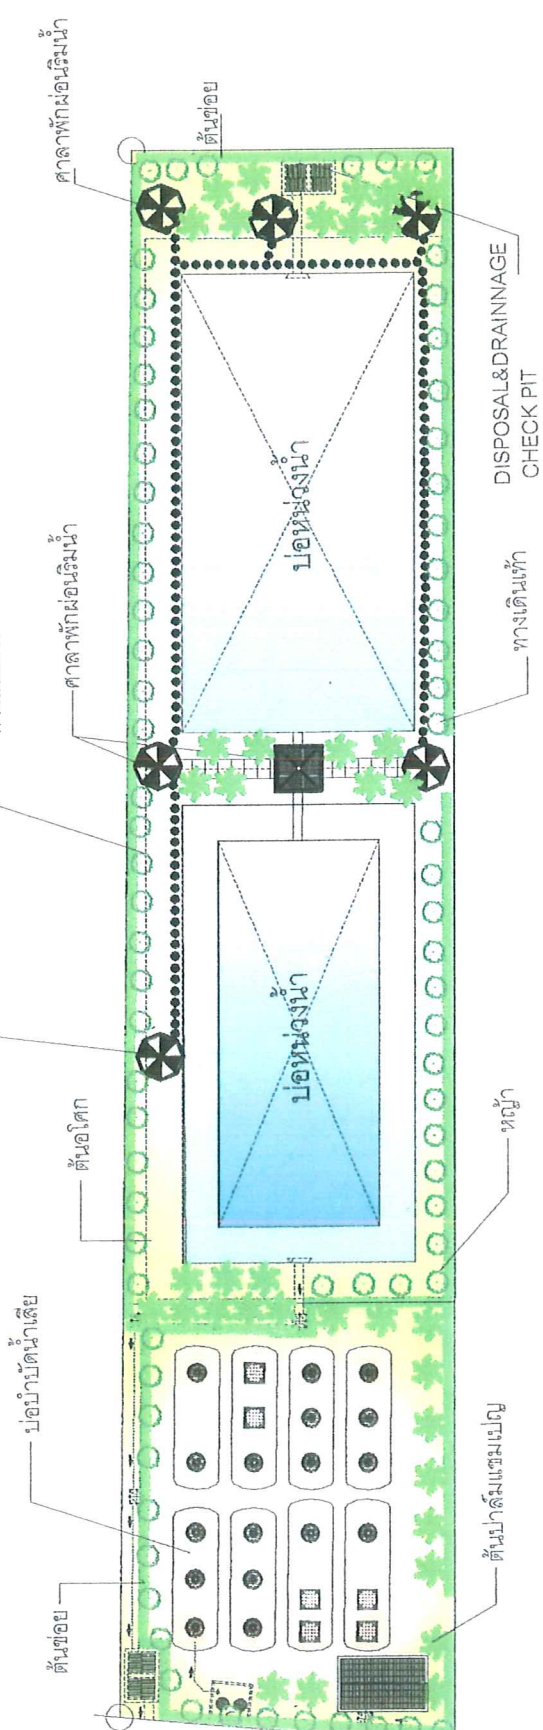 ต้นข่อย
บ่อบำบัดน้ำเสีย
ต้นอโศก
ศาลาพักผ่อนริมน้ำ
ศาลาพักผ่อนริมน้ำ
ต้นข่อย
บ่อหน่วงน้ำ
บ่อหน่วงน้ำ
ต้นปาล์มแชมเปญ
หญ้า
ทางเดินเท้า
DISPOSAL&DRAINNAGE
CHECK PIT